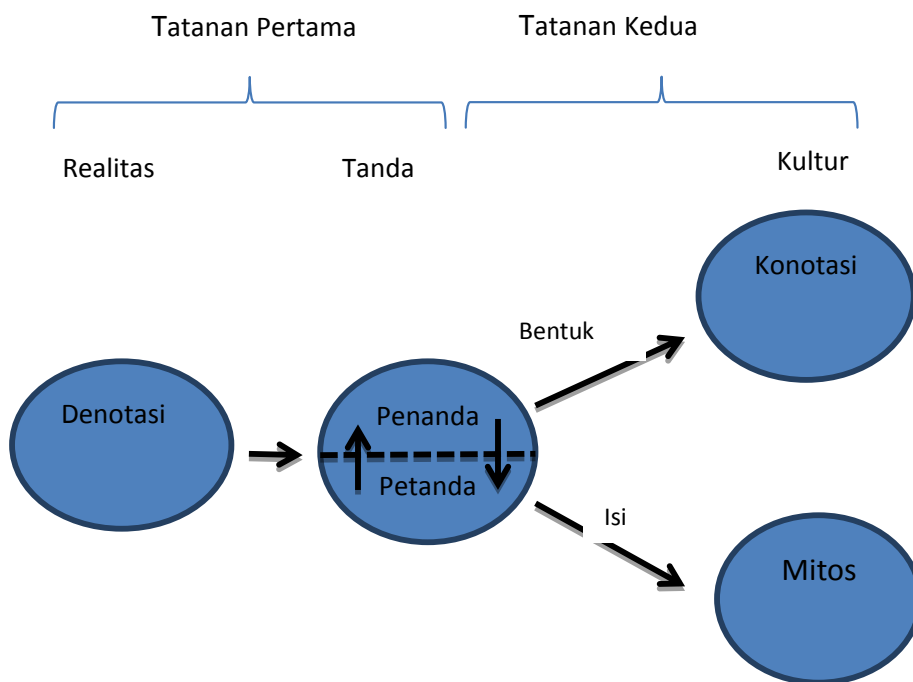 Tatanan Pertama
Tatanan Kedua
Realitas
Tanda
Kultur
Konotasi
Bentuk
Denotasi
Penanda
Petanda
Isi
Mitos